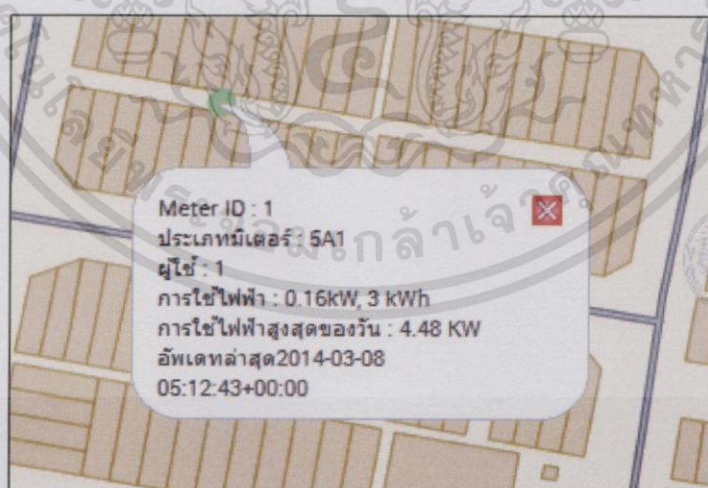 Meter ID : 1
ประเภทมิเตอร์ : 5A1
ผู้ใช้ : 1
การใช้ไฟฟ้า : 0.16kW, 3 kWh
การใช้ไฟฟ้าสูงสุดของวัน : 4.48 KW
อัพเดทล่าสุด2014-03-08
05:12:43+00:00